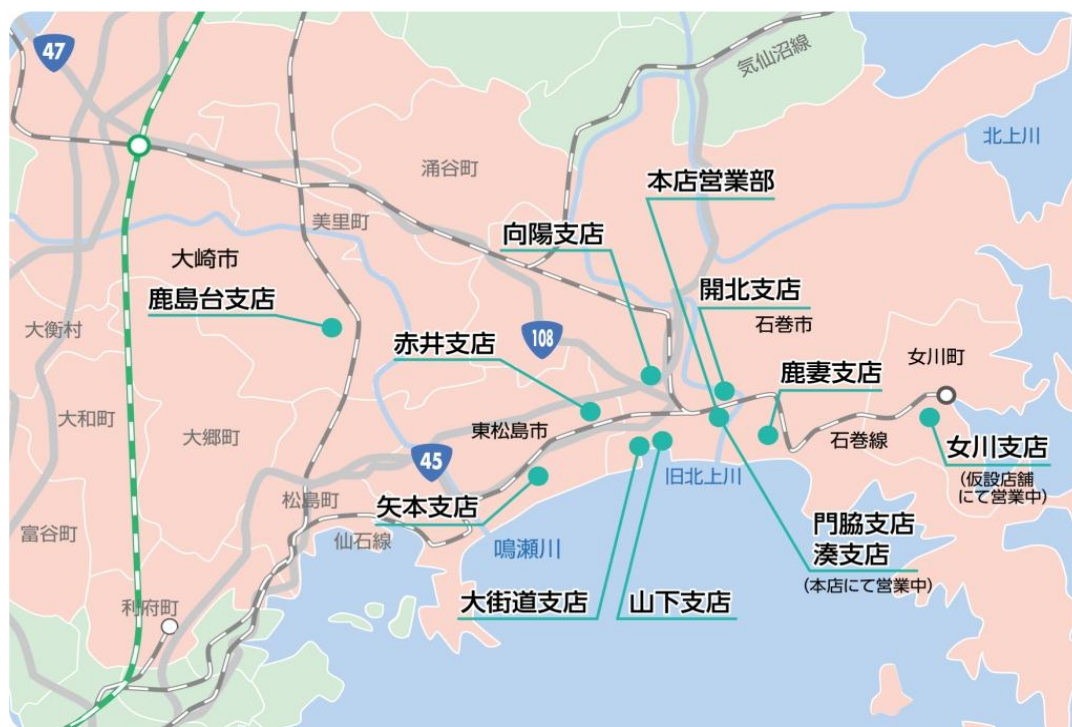 47
気仙沼線
北上川
涌谷町
本店営業部
美里町
向陽支店
大崎市
鹿島台支店
開北支店
石巻市
大衡村
赤井支店
108
女川町
鹿妻支店
大和町
大郷町
東松島市
石巻線
45
女川支店
(仮設店舗
にて営業中)
旧北上川
松島町
矢本支店
富谷町
仙石線
鳴瀬川
門脇支店
湊支店
(本店にて営業中)
大街道支店
山下支店
利府町